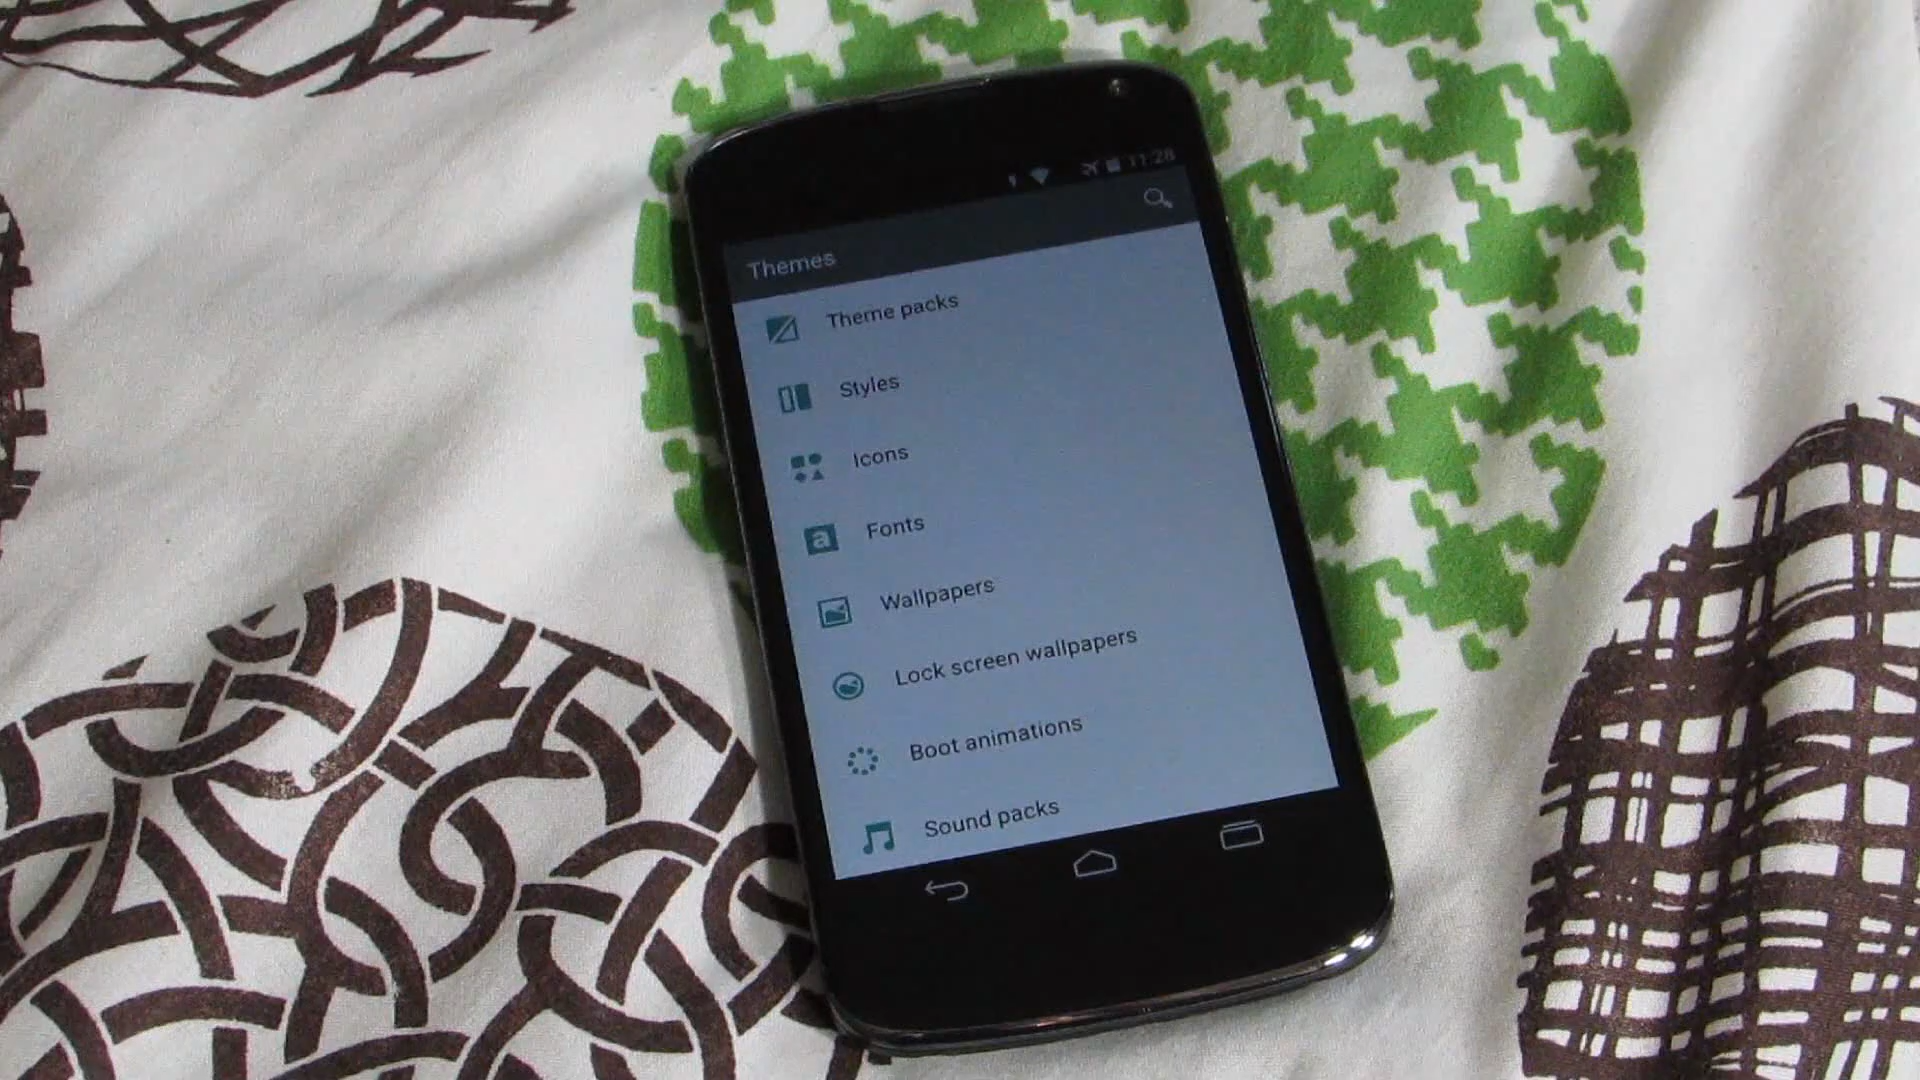 11:28
Themes
Theme packs
Styles
Icons
Fonts
Wallpapers
Lock screen wallpapers
Boot animations
Sound packs